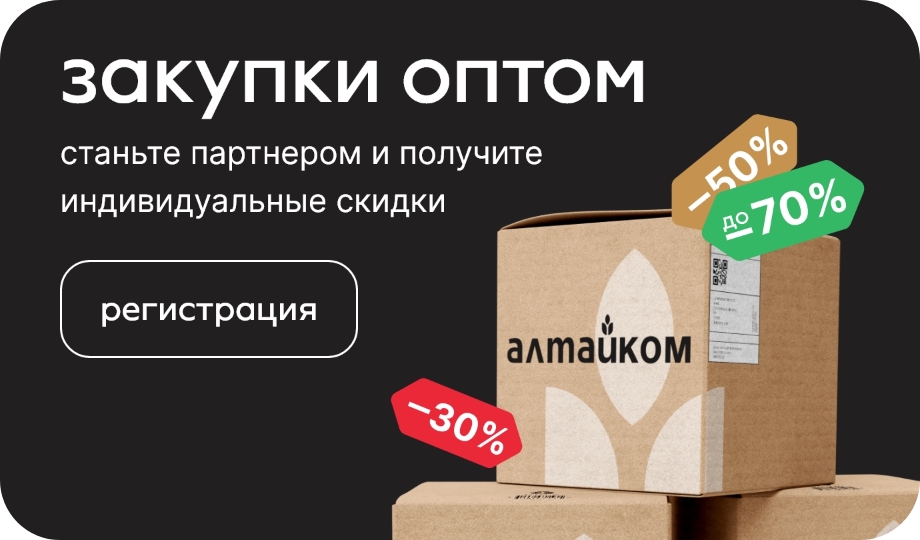 закупки оптом
станьте партнером и получите
индивидуальные скидки
регистрация
–50%
до –70%
алтайком
–30%